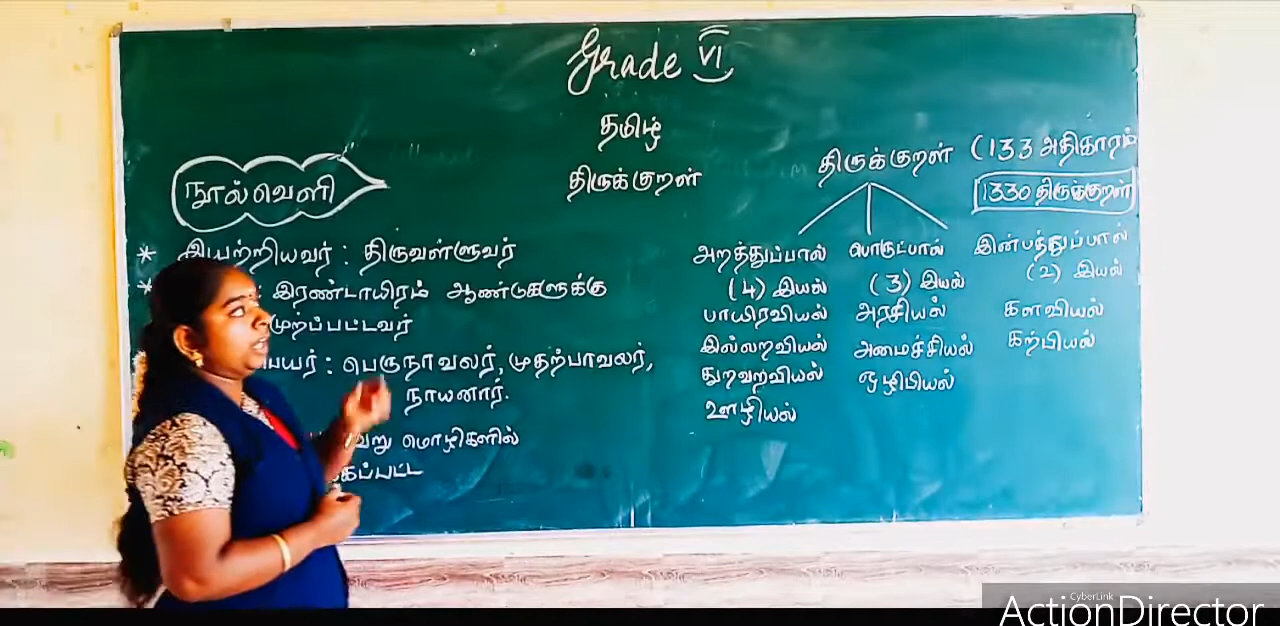 Grade VI
தமிழ்
திருக்குறள்
நூல்வெளி
* இயற்றியவர் : திருவள்ளுவர்
* : இரண்டாயிரம் ஆண்டுகளுக்கு
முற்ப்பட்டவர்
: பெருநாவலர், முதற்பாவலர்,
நாயனார்.
மொழிகளில்
திருக்குறள் (133 அதிகாரம்
1330 திருக்குறள்
அறத்துப்பால் பொருட்பால் இன்பத்துப்பால்
(4) இயல் (3) இயல் (2) இயல்
பாயிரவியல் அரசியல் களவியல்
இல்லறவியல் அமைச்சியல் கற்பியல்
துறவறவியல் ஒழிபியல்
ஊழியல்
CyberLink
ActionDirector